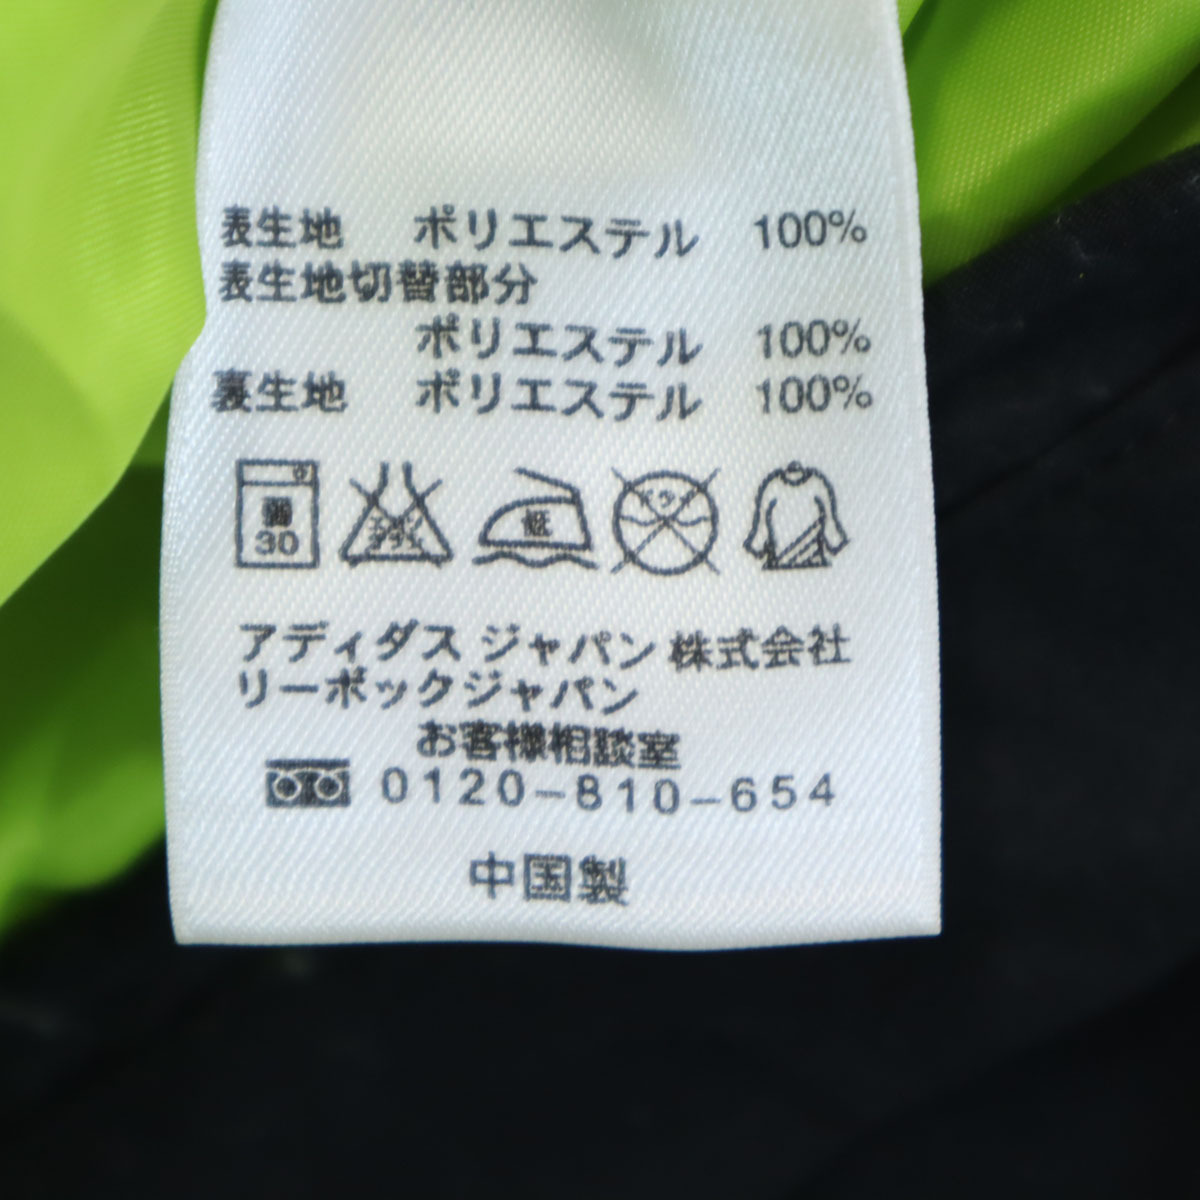 表生地 ポリエステル 100%
表生地切替部分
ポリエステル 100%
裏生地 ポリエステル 100%
弱
30
低
アディダス ジャパン 株式会社
リーボックジャパン
お客様相談室
0120-810-654
中国製